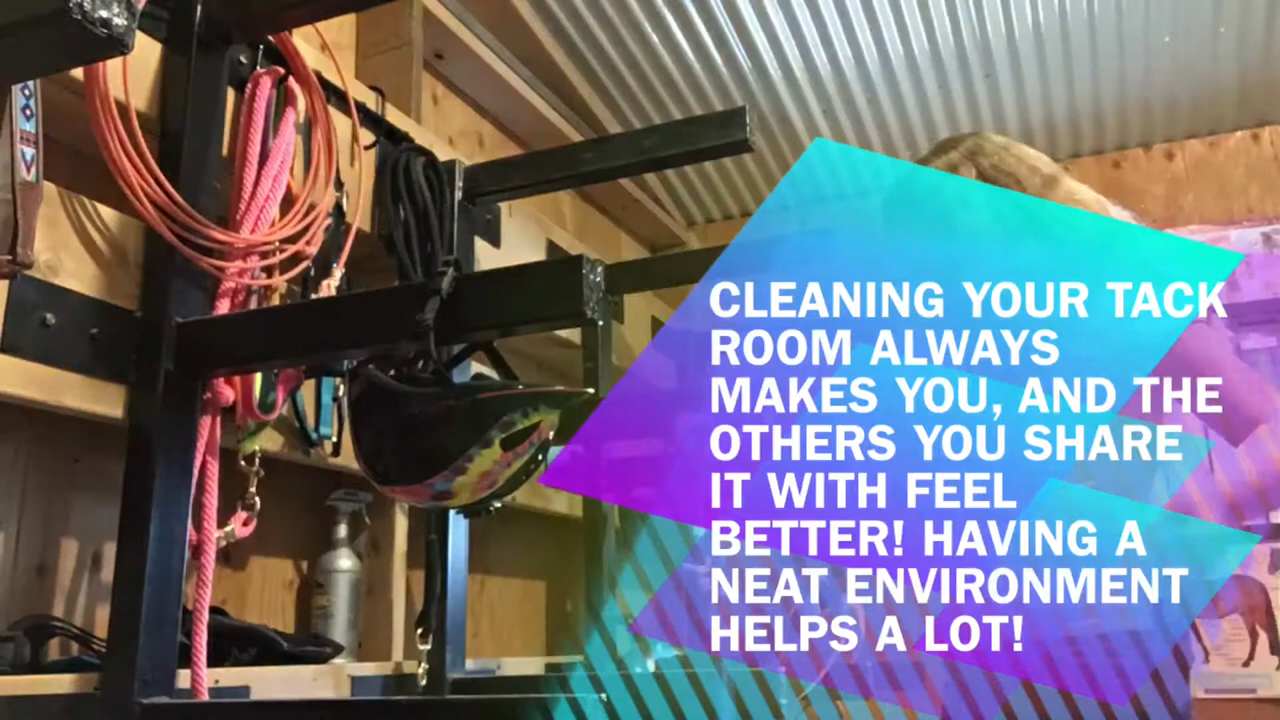 CLEANING YOUR TACK
ROOM ALWAYS
MAKES YOU, AND THE
OTHERS YOU SHARE
IT WITH FEEL
BETTER! HAVING A
NEAT ENVIRONMENT
HELPS A LOT!